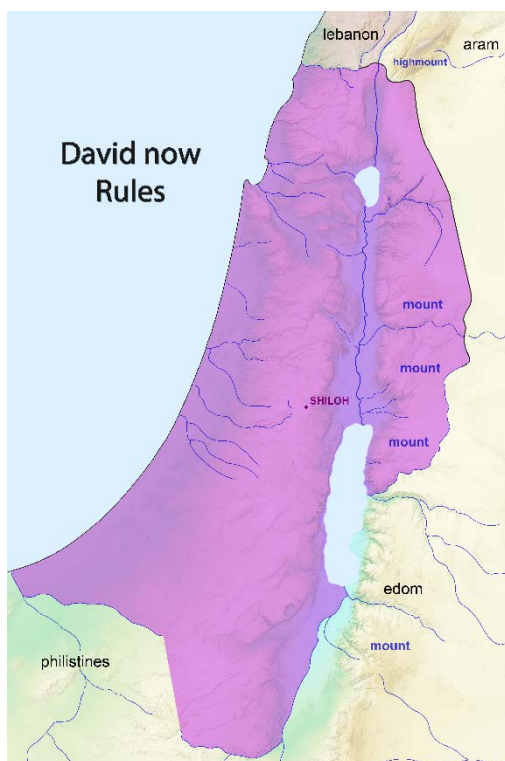 lebanon
aram
highmount
David now
Rules
mount
mount
SHILOH
mount
edom
mount
philistines